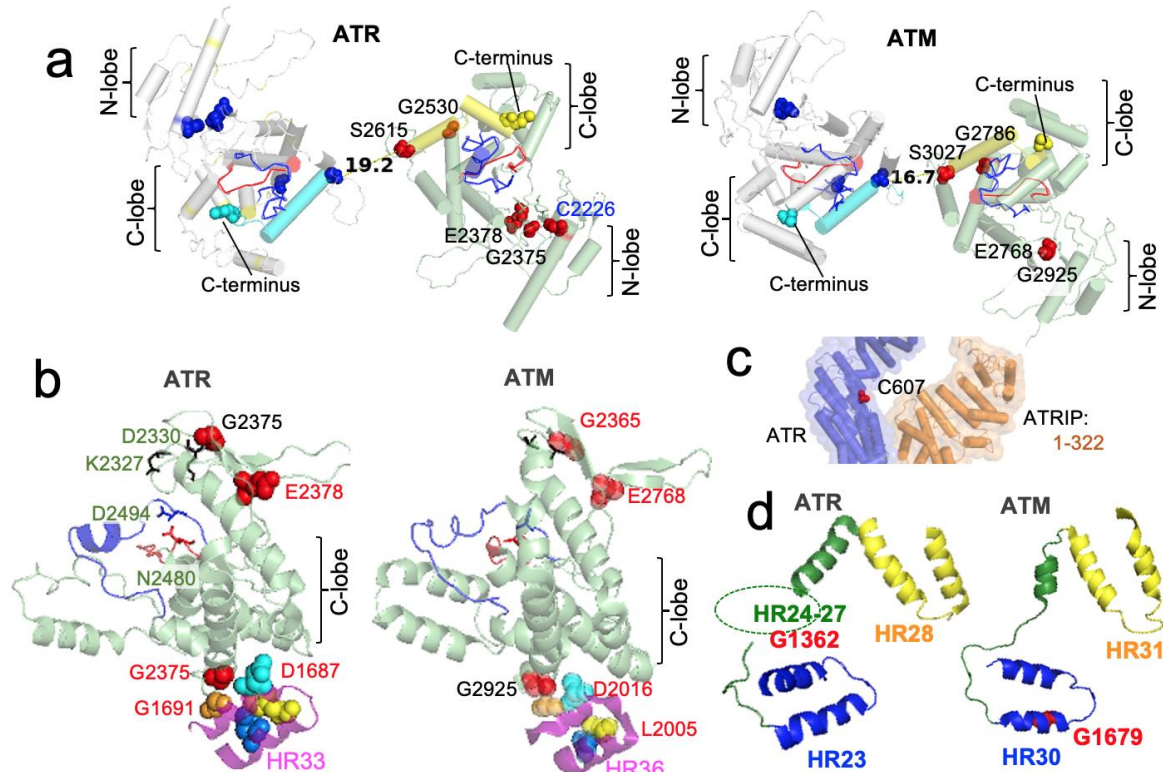 a
ATR
N-lobe
C-lobe
C-terminus
S2615
G2530
C-terminus
C-lobe
19.2
E2378
G2375
C2226
N-lobe
ATM
N-lobe
C-lobe
C-terminus
C-terminus
G2786
S3027
16.7
C-lobe
E2768
G2925
N-lobe
b
ATR
G2375
D2330
K2327
E2378
D2494
N2480
C-lobe
G2375
D1687
G1691
HR33
ATM
G2365
E2768
C-lobe
G2925
D2016
L2005
HR36
c
C607
ATR
ATRIP:
1-322
d
ATR
HR24-27
G1362
HR28
HR23
ATM
HR31
G1679
HR30